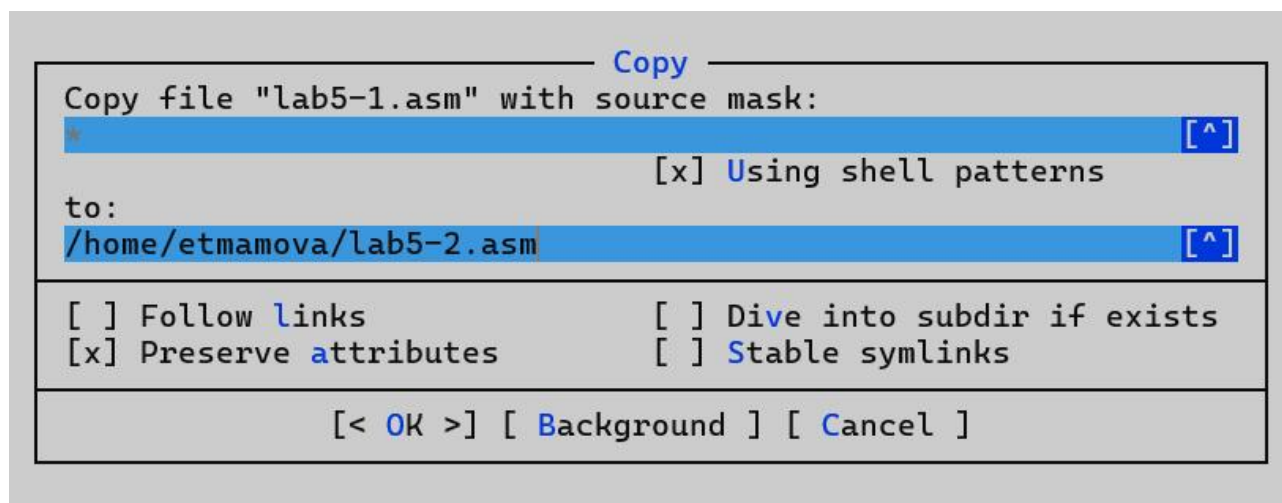 Copy
Copy file "lab5-1.asm" with source mask:
* [^]
[x] Using shell patterns
to:
/home/etmamova/lab5-2.asm [^]
[ ] Follow links [ ] Dive into subdir if exists
[x] Preserve attributes [ ] Stable symlinks
[< OK >] [ Background ] [ Cancel ]